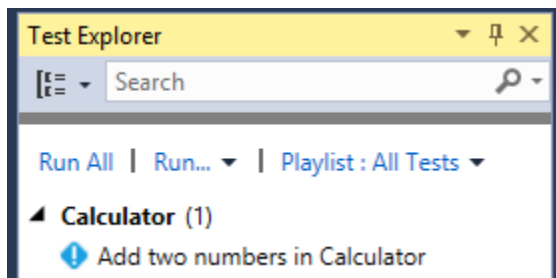 Test Explorer
Search
Run All | Run... | Playlist : All Tests
Calculator (1)
Add two numbers in Calculator